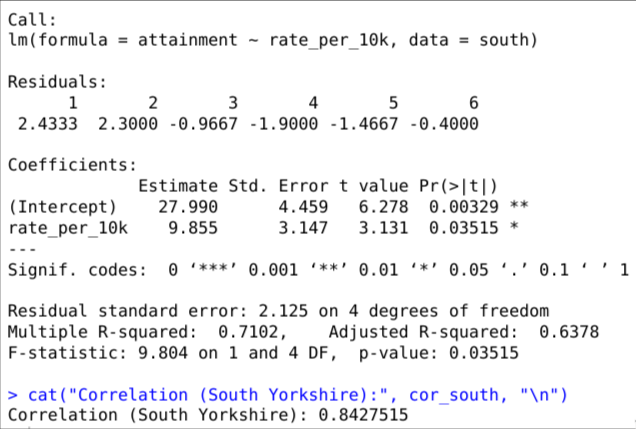 Call:
lm(formula = attainment ~ rate_per_10k, data = south)
Residuals:
1 2 3 4 5 6
2.4333 2.3000 -0.9667 -1.9000 -1.4667 -0.4000
Coefficients:
Estimate Std. Error t value Pr(>|t|)
(Intercept) 27.990 4.459 6.278 0.00329 **
rate_per_10k 9.855 3.147 3.131 0.03515 *
---
Signif. codes: 0 ‘***’ 0.001 ‘**’ 0.01 ‘*’ 0.05 ‘.’ 0.1 ‘ ’ 1
Residual standard error: 2.125 on 4 degrees of freedom
Multiple R-squared: 0.7102, Adjusted R-squared: 0.6378
F-statistic: 9.804 on 1 and 4 DF, p-value: 0.03515
> cat("Correlation (South Yorkshire):", cor_south, "\n")
Correlation (South Yorkshire): 0.8427515